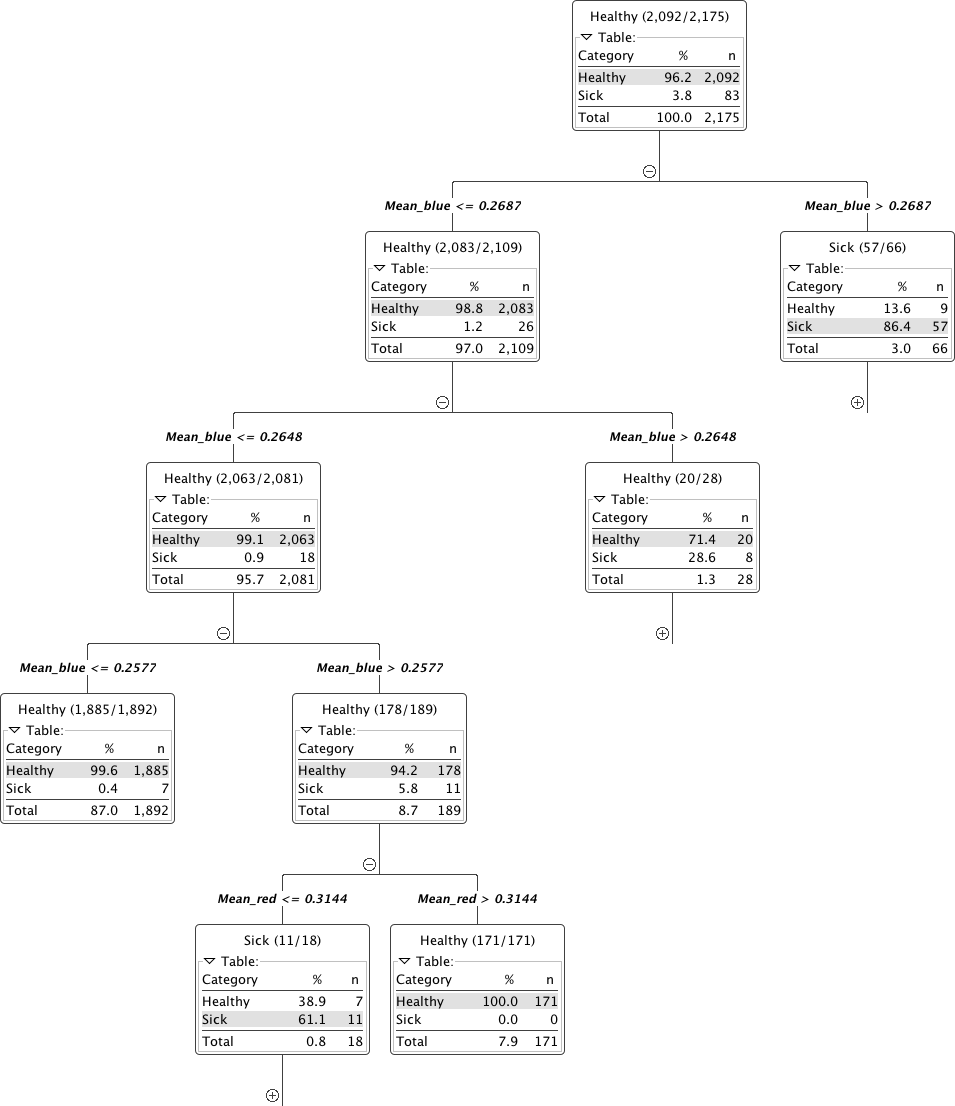 Healthy (2,092/2,175)
Table:
Category % n
Healthy 96.2 2,092
Sick 3.8 83
Total 100.0 2,175
Mean_blue <= 0.2687
Mean_blue > 0.2687
Healthy (2,083/2,109)
Table:
Category % n
Healthy 98.8 2,083
Sick 1.2 26
Total 97.0 2,109
Sick (57/66)
Table:
Category % n
Healthy 13.6 9
Sick 86.4 57
Total 3.0 66
Mean_blue <= 0.2648
Mean_blue > 0.2648
Healthy (2,063/2,081)
Table:
Category % n
Healthy 99.1 2,063
Sick 0.9 18
Total 95.7 2,081
Healthy (20/28)
Table:
Category % n
Healthy 71.4 20
Sick 28.6 8
Total 1.3 28
Mean_blue <= 0.2577
Mean_blue > 0.2577
Healthy (1,885/1,892)
Table:
Category % n
Healthy 99.6 1,885
Sick 0.4 7
Total 87.0 1,892
Healthy (178/189)
Table:
Category % n
Healthy 94.2 178
Sick 5.8 11
Total 8.7 189
Mean_red <= 0.3144
Mean_red > 0.3144
Sick (11/18)
Table:
Category % n
Healthy 38.9 7
Sick 61.1 11
Total 0.8 18
Healthy (171/171)
Table:
Category % n
Healthy 100.0 171
Sick 0.0 0
Total 7.9 171